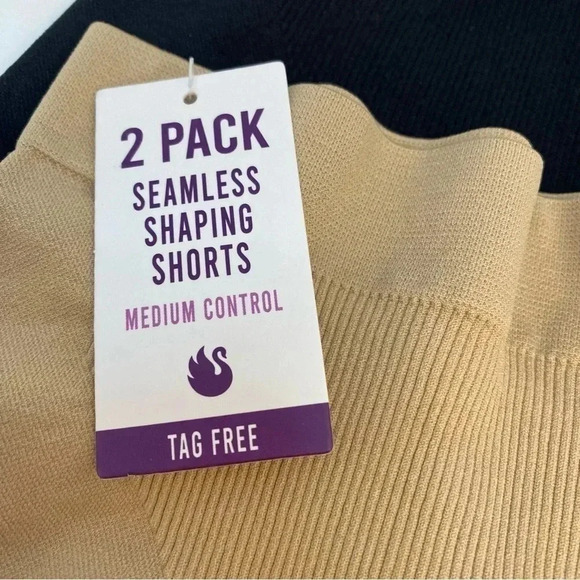 2 PACK
SEAMLESS
SHAPING
SHORTS
MEDIUM CONTROL
TAG FREE